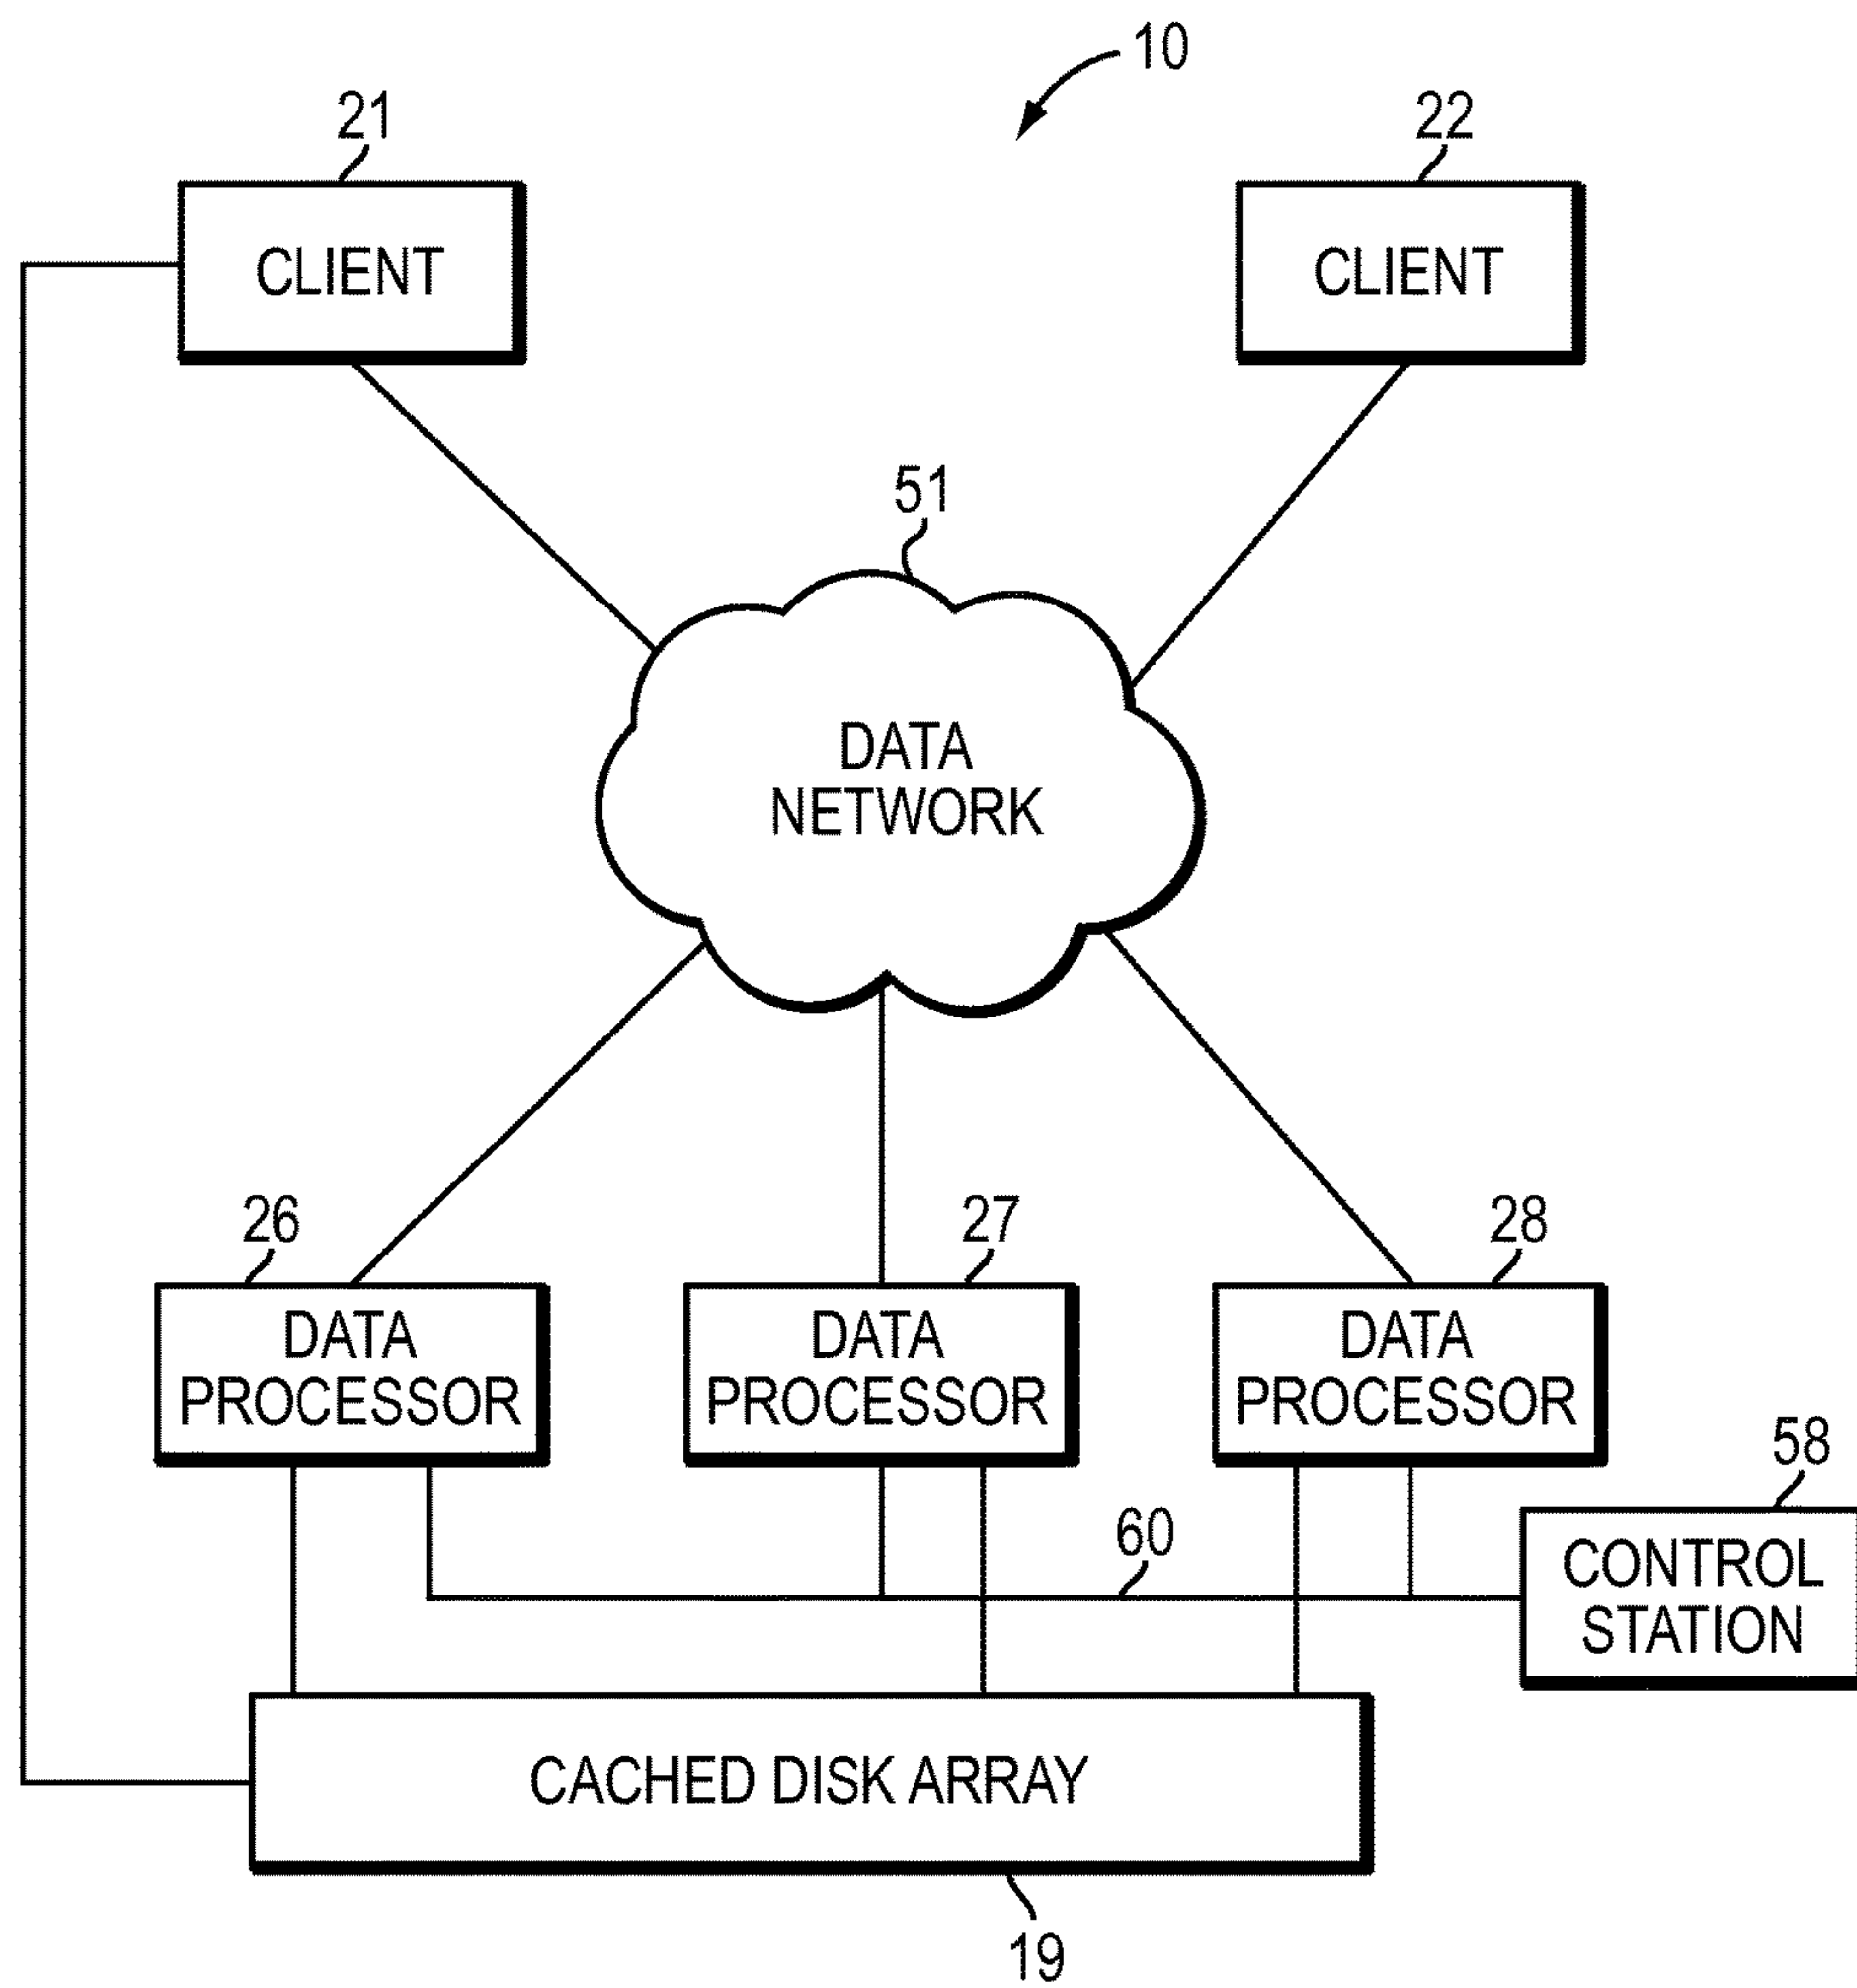 10
21
22
CLIENT
CLIENT
51
DATA
NETWORK
26
27
28
DATA
PROCESSOR
DATA
PROCESSOR
DATA
PROCESSOR
58
60
CONTROL
STATION
CACHED DISK ARRAY
19